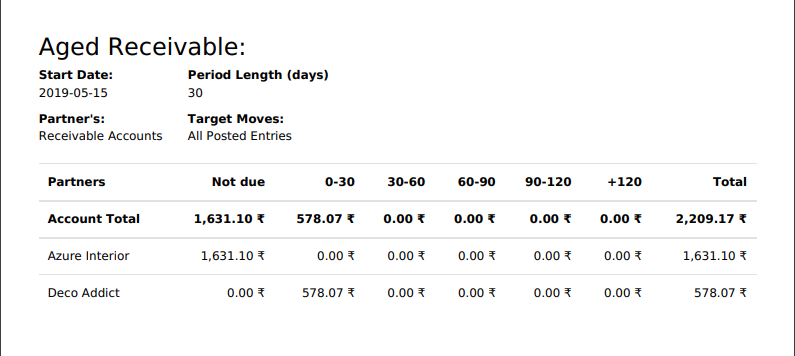 Aged Receivable:
Start Date: Period Length (days)
2019-05-15 30
Partner's: Target Moves:
Receivable Accounts All Posted Entries
Partners Not due 0-30 30-60 60-90 90-120 +120 Total
Account Total 1,631.10 ₹ 578.07 ₹ 0.00 ₹ 0.00 ₹ 0.00 ₹ 0.00 ₹ 2,209.17 ₹
Azure Interior 1,631.10 ₹ 0.00 ₹ 0.00 ₹ 0.00 ₹ 0.00 ₹ 0.00 ₹ 1,631.10 ₹
Deco Addict 0.00 ₹ 578.07 ₹ 0.00 ₹ 0.00 ₹ 0.00 ₹ 0.00 ₹ 578.07 ₹